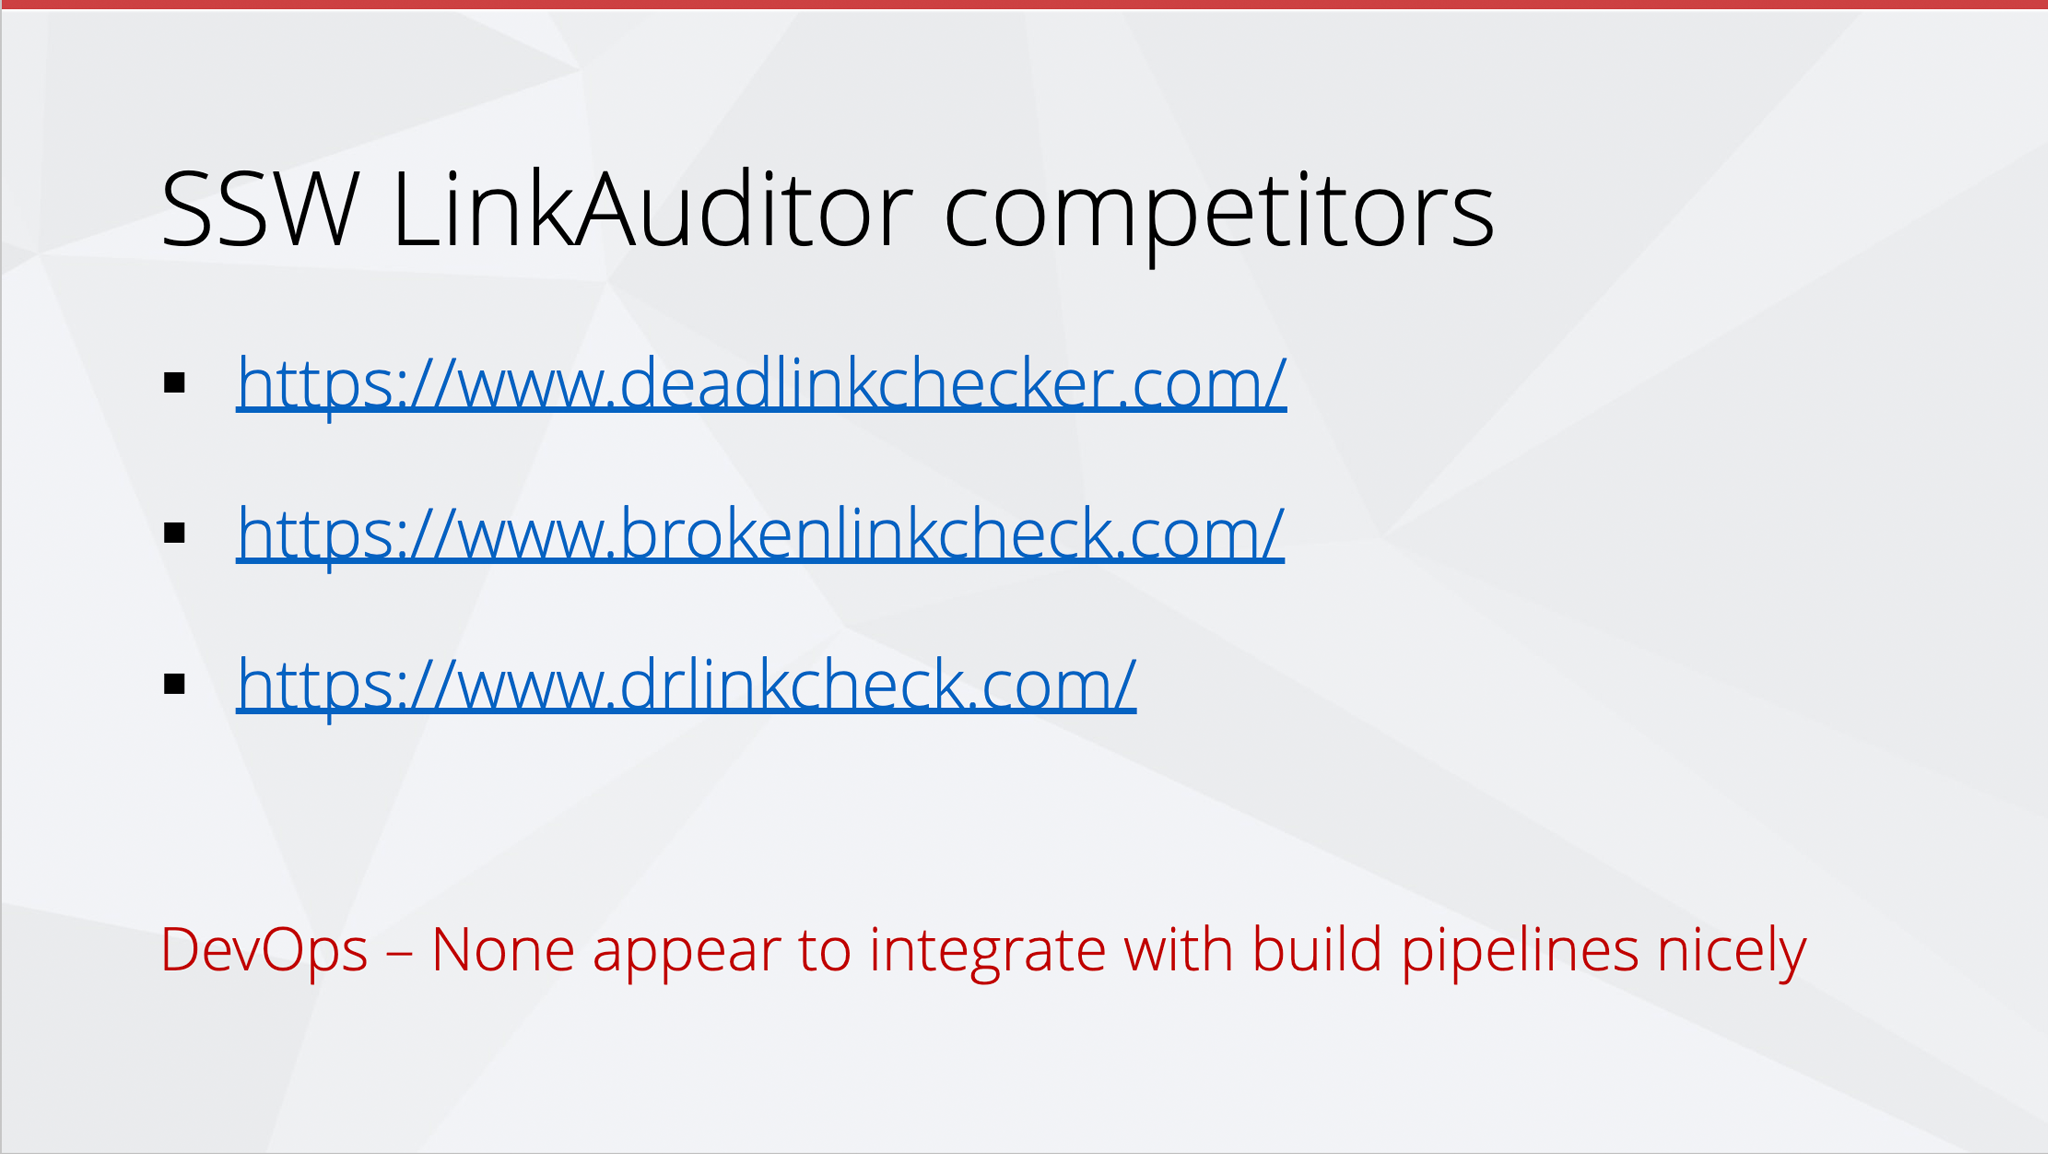 SSW LinkAuditor competitors
▪ https://www.deadlinkchecker.com/
▪ https://www.brokenlinkcheck.com/
▪ https://www.drlinkcheck.com/
DevOps – None appear to integrate with build pipelines nicely